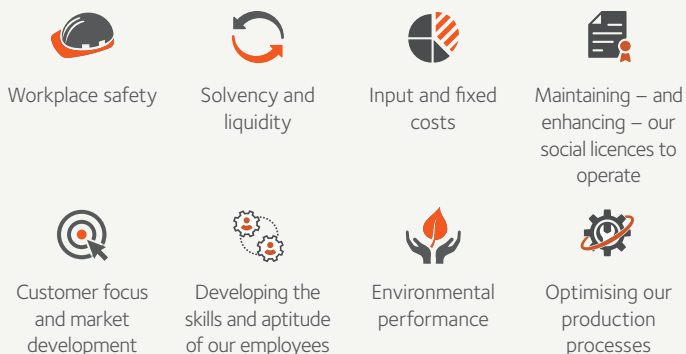 Workplace safety
Solvency and
liquidity
Input and fixed
costs
Maintaining – and
enhancing – our
social licences to
operate
Customer focus
and market
development
Developing the
skills and aptitude
of our employees
Environmental
performance
Optimising our
production
processes